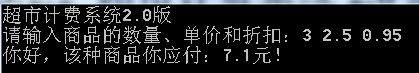 超市计费系统2.0版
请输入商品的数量、单价和折扣：3 2.5 0.95
你好，该种商品你应付：7.1元！